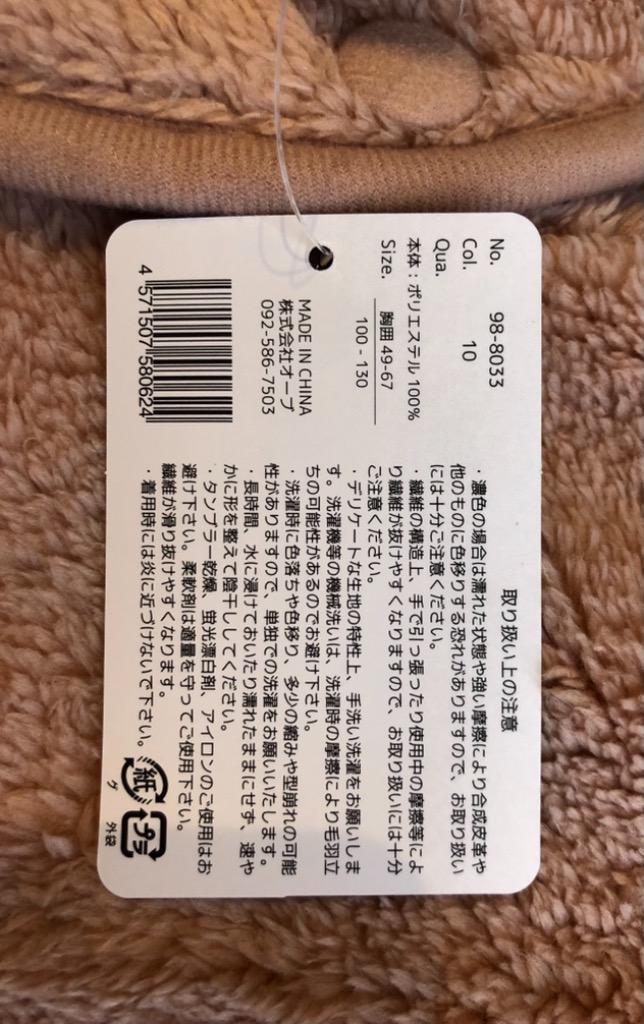 No. 98-8033
Col. 10
Qua.
本体：ポリエステル 100%
Size. 胸囲 49-67
100 - 130
MADE IN CHINA
株式会社オーブ
092-586-7503
4 571507 580624
取り扱い上の注意
・濃色の場合は濡れた状態や強い摩擦により合成皮革や
他のものに色移りする恐れがありますので、お取り扱い
には十分ご注意ください。
・繊維の構造上、手で引っ張ったり使用中の摩擦等によ
り繊維が抜けやすくなりますので、お取り扱いには十分
ご注意ください。
・デリケートな生地の特性上、手洗い洗濯をお願いしま
す。洗濯機等の機械洗いは、洗濯時の摩擦により毛羽立
ちの可能性があるのでお避け下さい。
・洗濯時に色落ちや色移り、多少の縮みや型崩れの可能
性がありますので、単独での洗濯をお願いいたします。
・長時間、水に浸けておいたり濡れたままにせず、速や
かに形を整えて陰干ししてください。
・タンブラー乾燥、蛍光漂白剤、アイロンのご使用はお
避け下さい。柔軟剤は適量を守ってご使用下さい。
繊維が滑り抜けやすくなります。
・着用時には炎に近づけないで下さい。
紙
プラ
グ
外袋